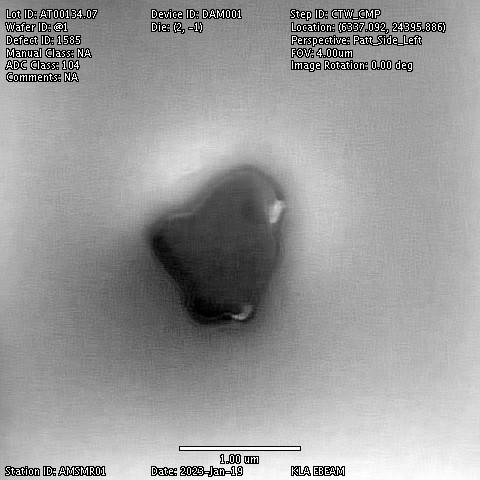 Lot ID: AT00134.07 Device ID: DAM001 Step ID: CTW_CMP
Wafer ID: @1 Die: (2, -1) Location: (6337.092, 24395.886)
Defect ID: 1585 Perspective: Patt_Side_Left
Manual Class: NA FOV: 4.00um
ADC Class: 104 Image Rotation: 0.00 deg
Comments: NA
1.00 um
Station ID: AMSMR01 Date: 2023-Jan-19 KLA EBEAM